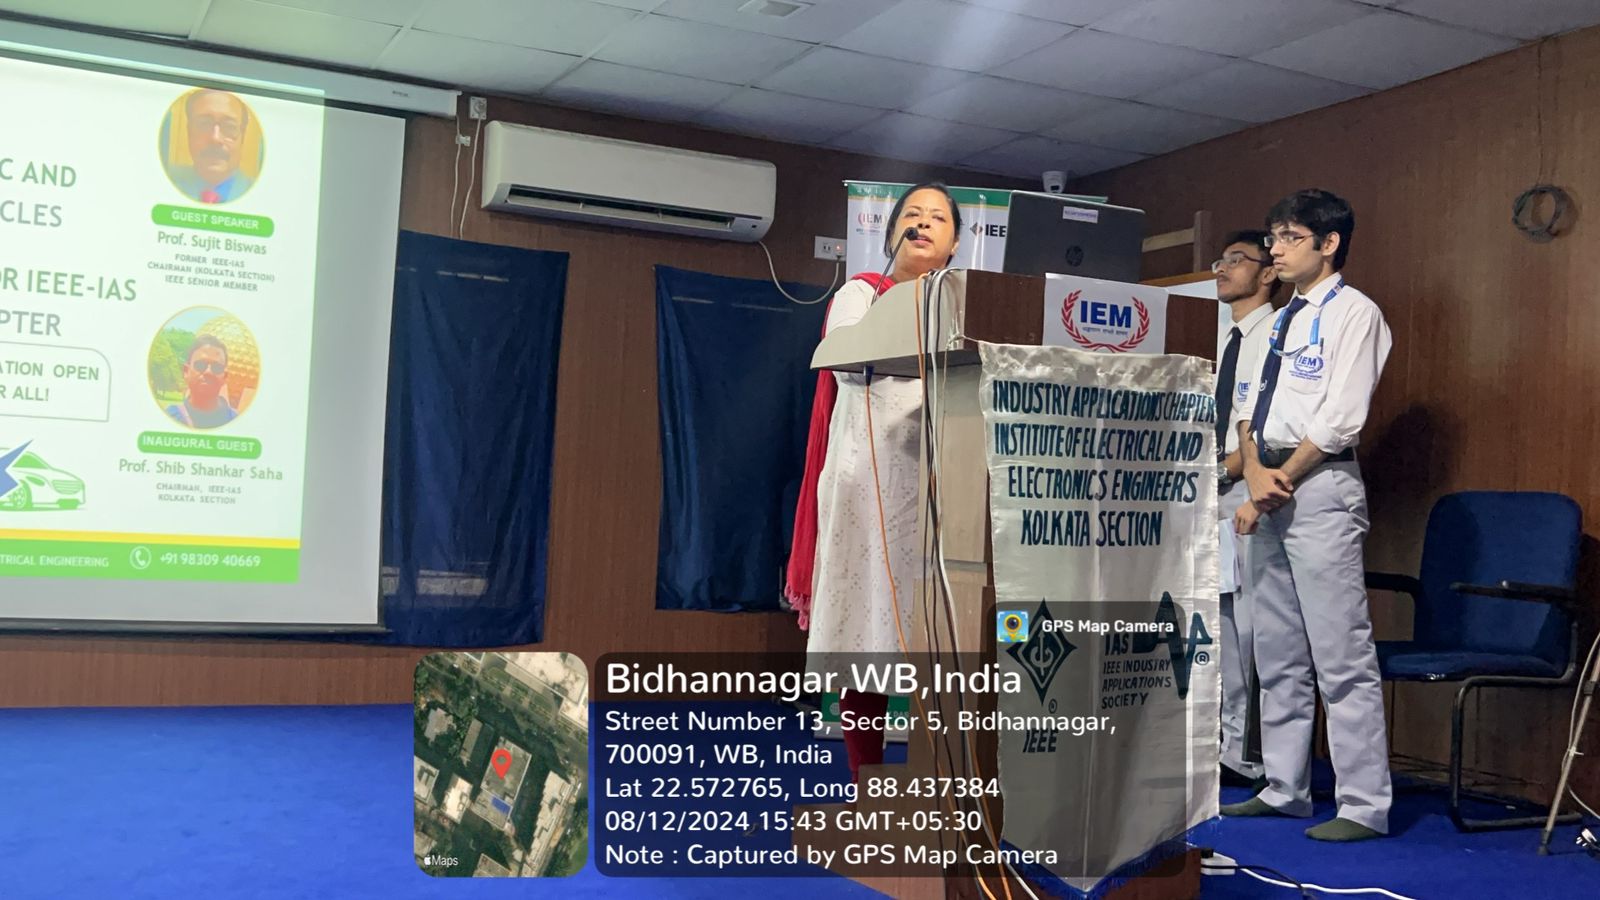 C AND
CLES
OR IEEE-IAS
PTER
ATION OPEN
R ALL!
GUEST SPEAKER
Prof. Sujit Biswas
FORMER IEEE-IAS
CHAIRMAN (KOLKATA SECTION)
IEEE SENIOR MEMBER
INAUGURAL GUEST
Prof. Shib Shankar Saha
CHAIRMAN, IEEE-IAS
KOLKATA SECTION
TRICAL ENGINEERING
+91 98309 40669
IEM
IEE
IEM
INDUSTRY APPLICATIONS CHAPTER
INSTITUTE OF ELECTRICAL AND
ELECTRONICS ENGINEERS
KOLKATA SECTION
IAS
IEEE INDUSTRY
APPLICATIONS
SOCIETY
®
®
IEEE
IEM
IEM
GPS Map Camera
Bidhannagar,WB,India
Street Number 13, Sector 5, Bidhannagar,
700091, WB, India
Lat 22.572765, Long 88.437384
08/12/2024 15:43 GMT+05:30
Note : Captured by GPS Map Camera
Maps